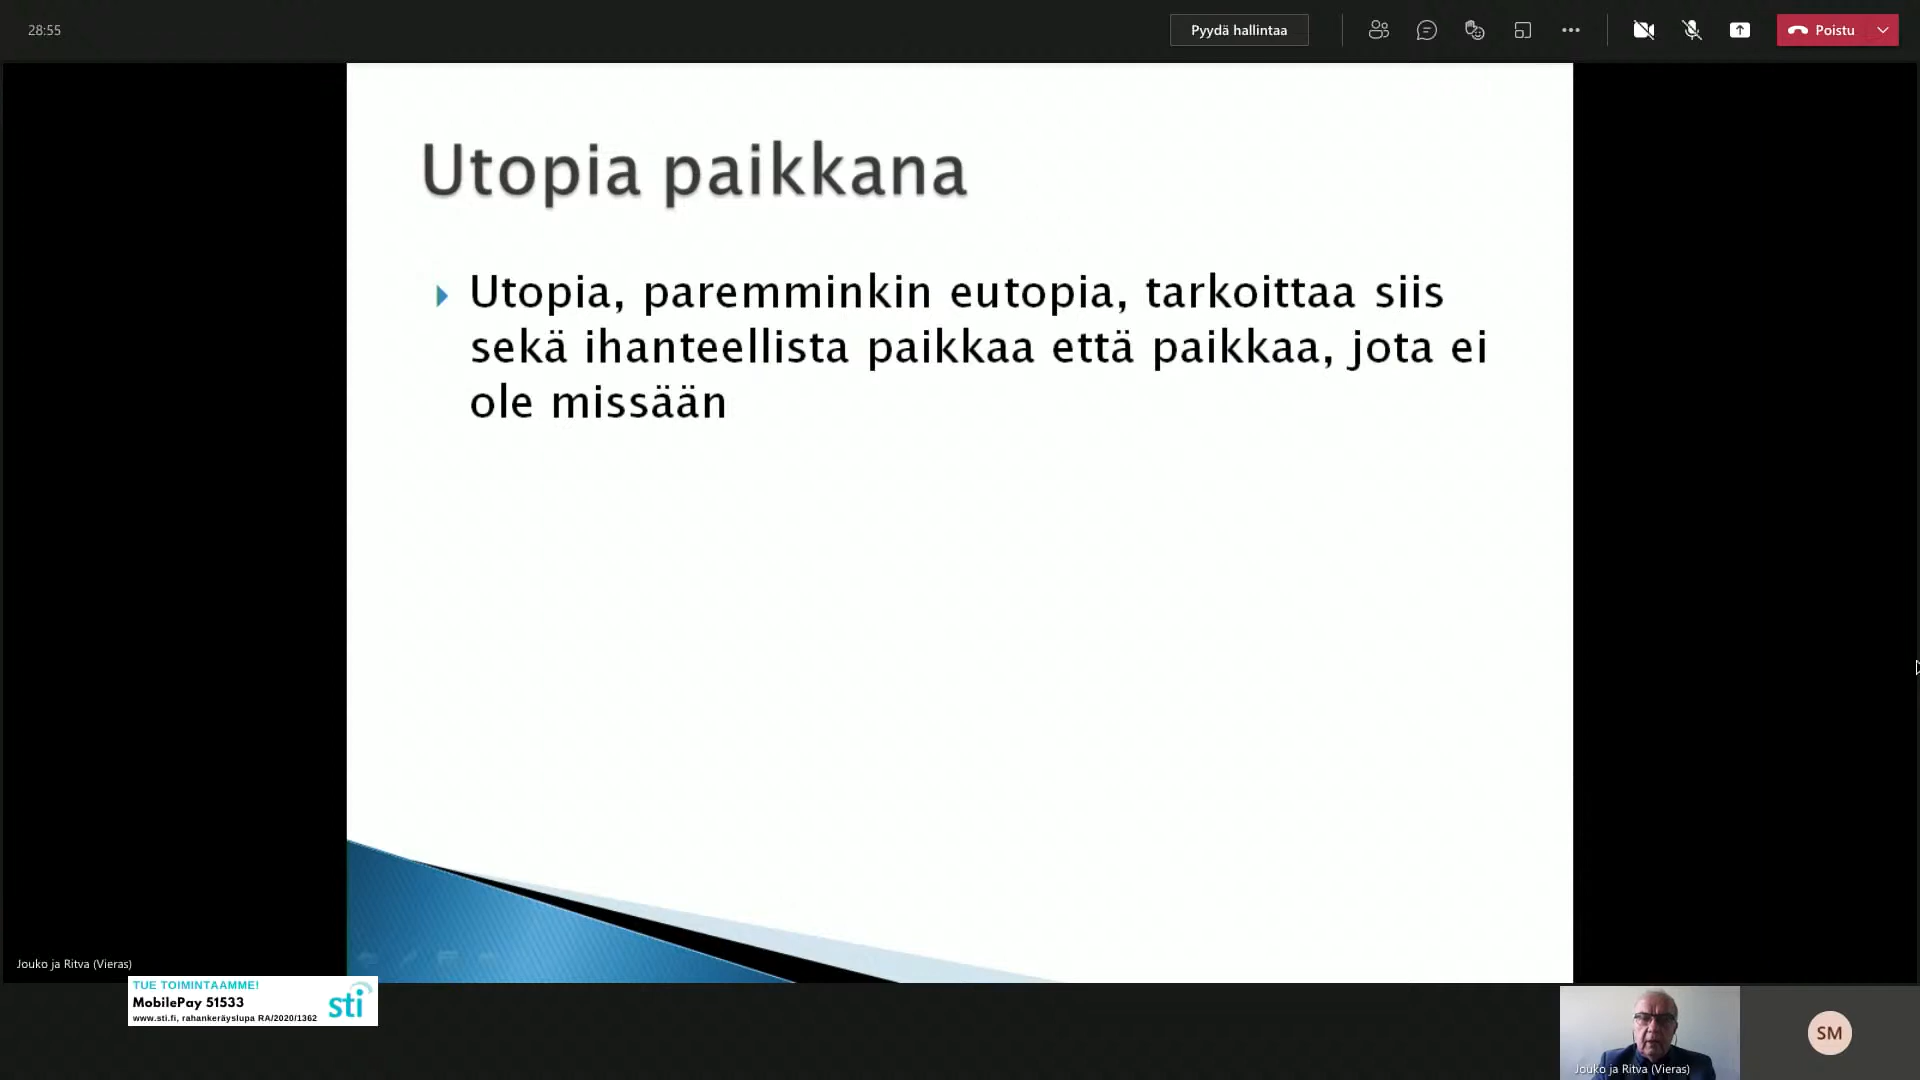 28:55
Pyydä hallintaa
Poistu
Utopia paikkana
Utopia, paremminkin eutopia, tarkoittaa siis
sekä ihanteellista paikkaa että paikkaa, jota ei
ole missään
Jouko ja Ritva (Vieras)
TUE TOIMINTAAMME!
MobilePay 51533
www.sti.fi, rahankeräyslupa RA/2020/1362
sti
SM
Jouko ja Ritva (Vieras)